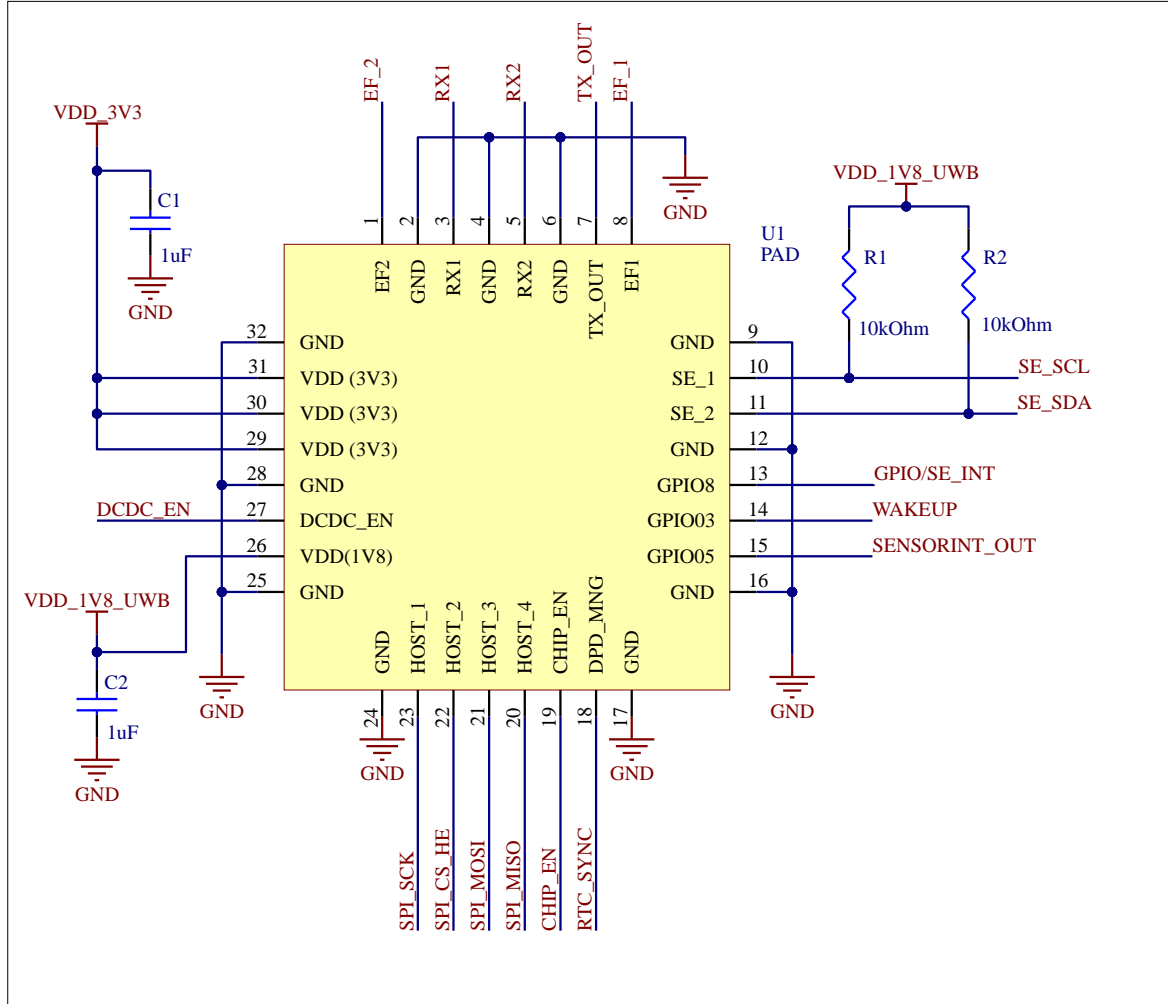 EF_2
RX1
RX2
TX_OUT
EF_1
VDD_3V3
C1
1uF
GND
GND
VDD_1V8_UWB
R1
10kOhm
R2
10kOhm
U1
PAD
1
2
3
4
5
6
7
8
EF2
GND
RX1
GND
RX2
GND
TX_OUT
EF1
32 GND
31 VDD (3V3)
30 VDD (3V3)
29 VDD (3V3)
28 GND
DCDC_EN 27 DCDC_EN
26 VDD(1V8)
25 GND
GND 9
SE_1 10 SE_SCL
SE_2 11 SE_SDA
GND 12
GPIO8 13 GPIO/SE_INT
GPIO03 14 WAKEUP
GPIO05 15 SENSORINT_OUT
GND 16
VDD_1V8_UWB
C2
1uF
GND
GND
GND
GND
HOST_1
HOST_2
HOST_3
HOST_4
CHIP_EN
DPD_MNG
GND
24
23
22
21
20
19
18
17
GND
GND
SPI_SCK
SPI_CS_HE
SPI_MOSI
SPI_MISO
CHIP_EN
RTC_SYNC